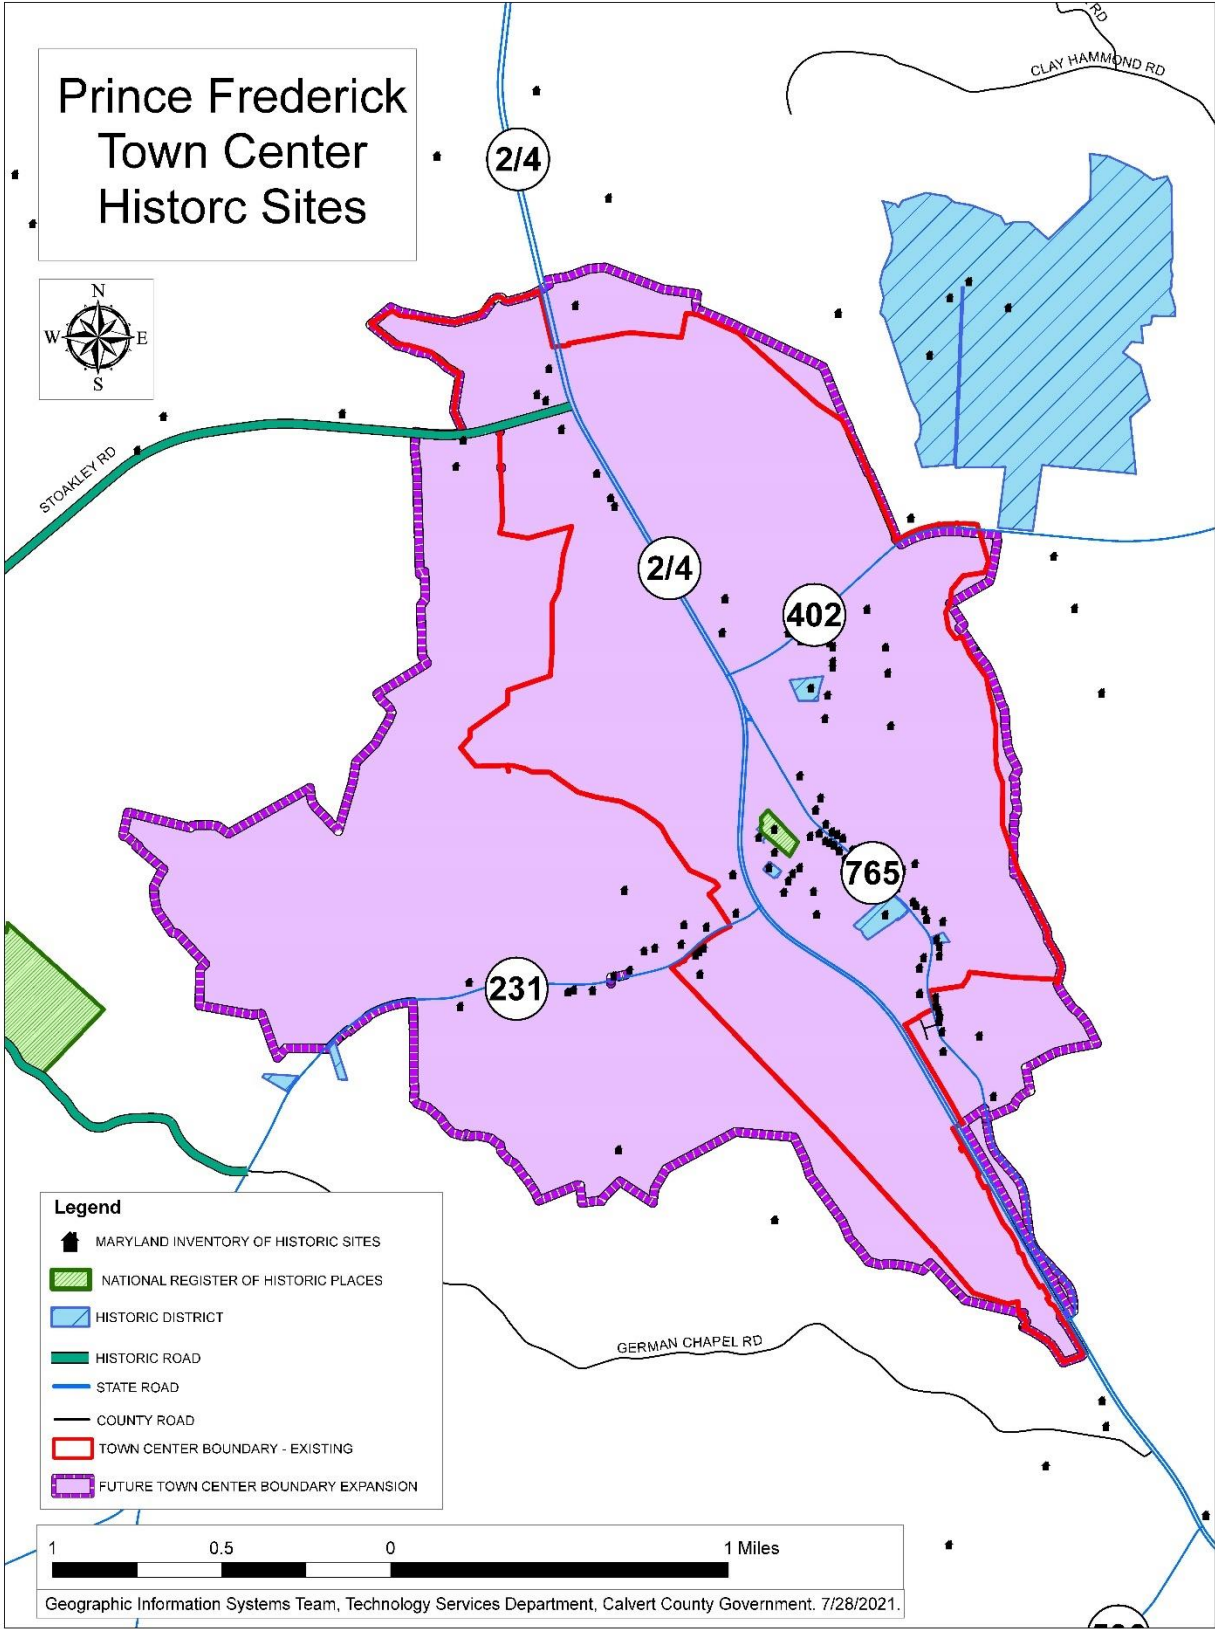 Prince Frederick
Town Center
Historc Sites
RD
CLAY HAMMOND RD
2/4
N
W
E
S
STOAKLEY RD
2/4
402
765
231
GERMAN CHAPEL RD
Legend
MARYLAND INVENTORY OF HISTORIC SITES
NATIONAL REGISTER OF HISTORIC PLACES
HISTORIC DISTRICT
HISTORIC ROAD
STATE ROAD
COUNTY ROAD
TOWN CENTER BOUNDARY - EXISTING
FUTURE TOWN CENTER BOUNDARY EXPANSION
1 0.5 0 1 Miles
Geographic Information Systems Team, Technology Services Department, Calvert County Government. 7/28/2021.